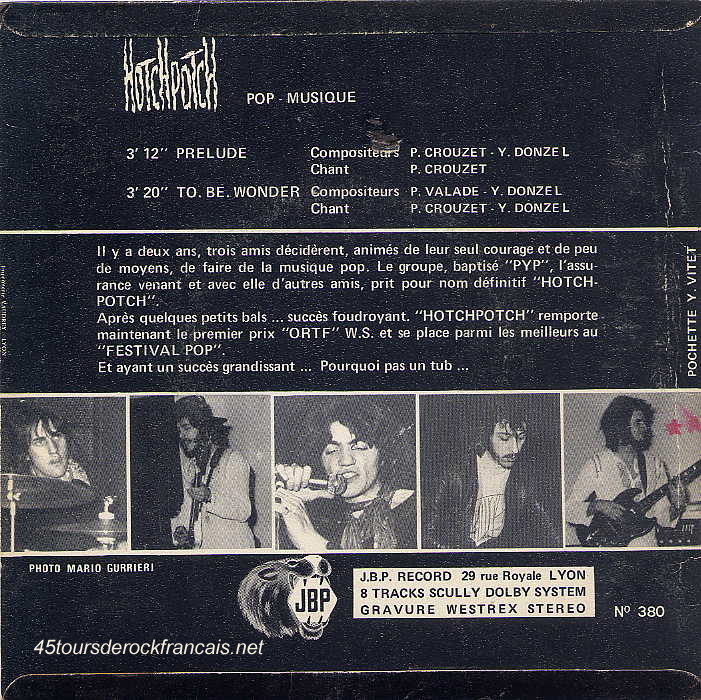 HOTCHPOTCH
POP - MUSIQUE
3' 12" PRELUDE Compositeurs P. CROUZET - Y. DONZEL
Chant P. CROUZET
3' 20" TO. BE. WONDER Compositeurs P. VALADE - Y. DONZEL
Chant P. CROUZET - Y. DONZEL
Il y a deux ans, trois amis décidèrent, animés de leur seul courage et de peu
de moyens, de faire de la musique pop. Le groupe, baptisé "PYP", l'assu-
rance venant et avec elle d'autres amis, prit pour nom définitif "HOTCH-
POTCH".
Après quelques petits bals ... succès foudroyant. "HOTCHPOTCH" remporte
maintenant le premier prix "ORTF" W.S. et se place parmi les meilleurs au
"FESTIVAL POP".
Et ayant un succès grandissant ... Pourquoi pas un tub ...
POCHETTE Y. VITET
PHOTO MARIO GURRIERI
JBP
J.B.P. RECORD 29 rue Royale LYON
8 TRACKS SCULLY DOLBY SYSTEM
GRAVURE WESTREX STEREO
Nº 380
45toursderockfrancais.net